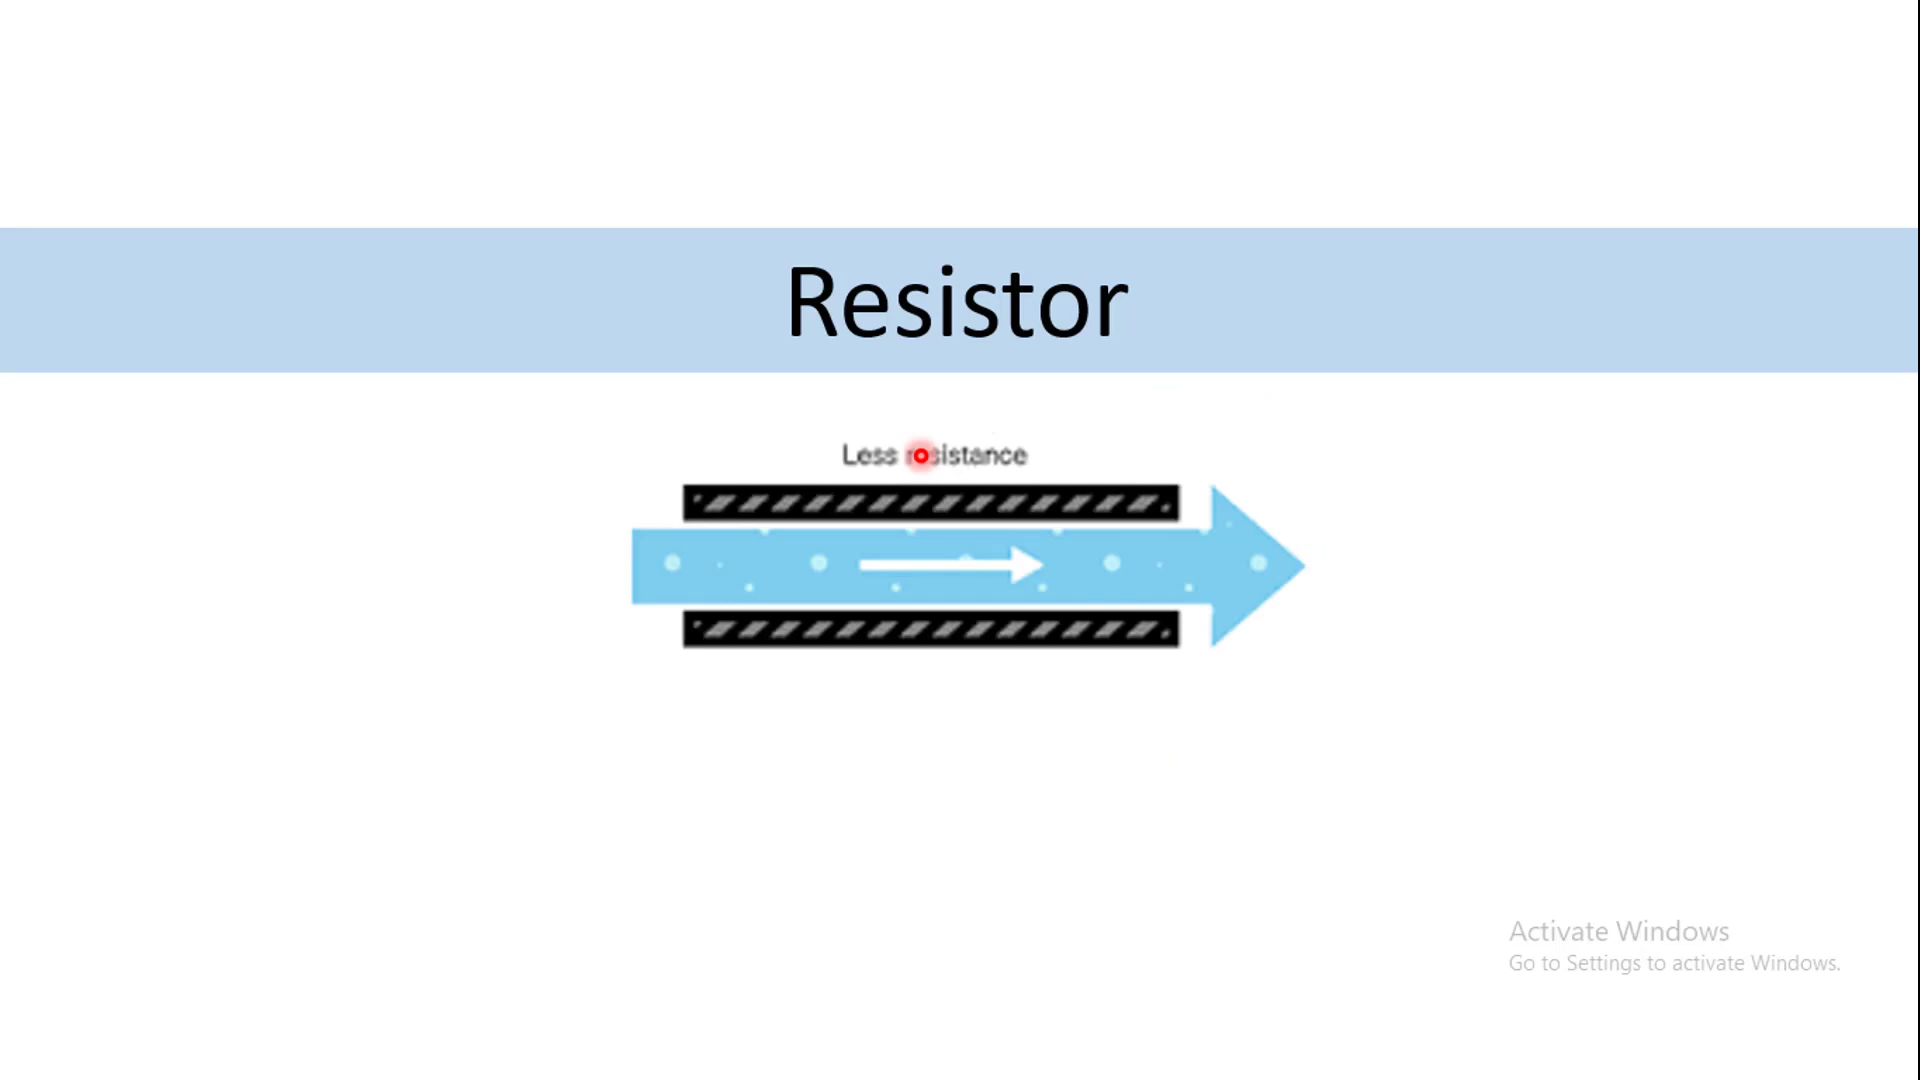 Resistor
Less resistance
Activate Windows
Go to Settings to activate Windows.